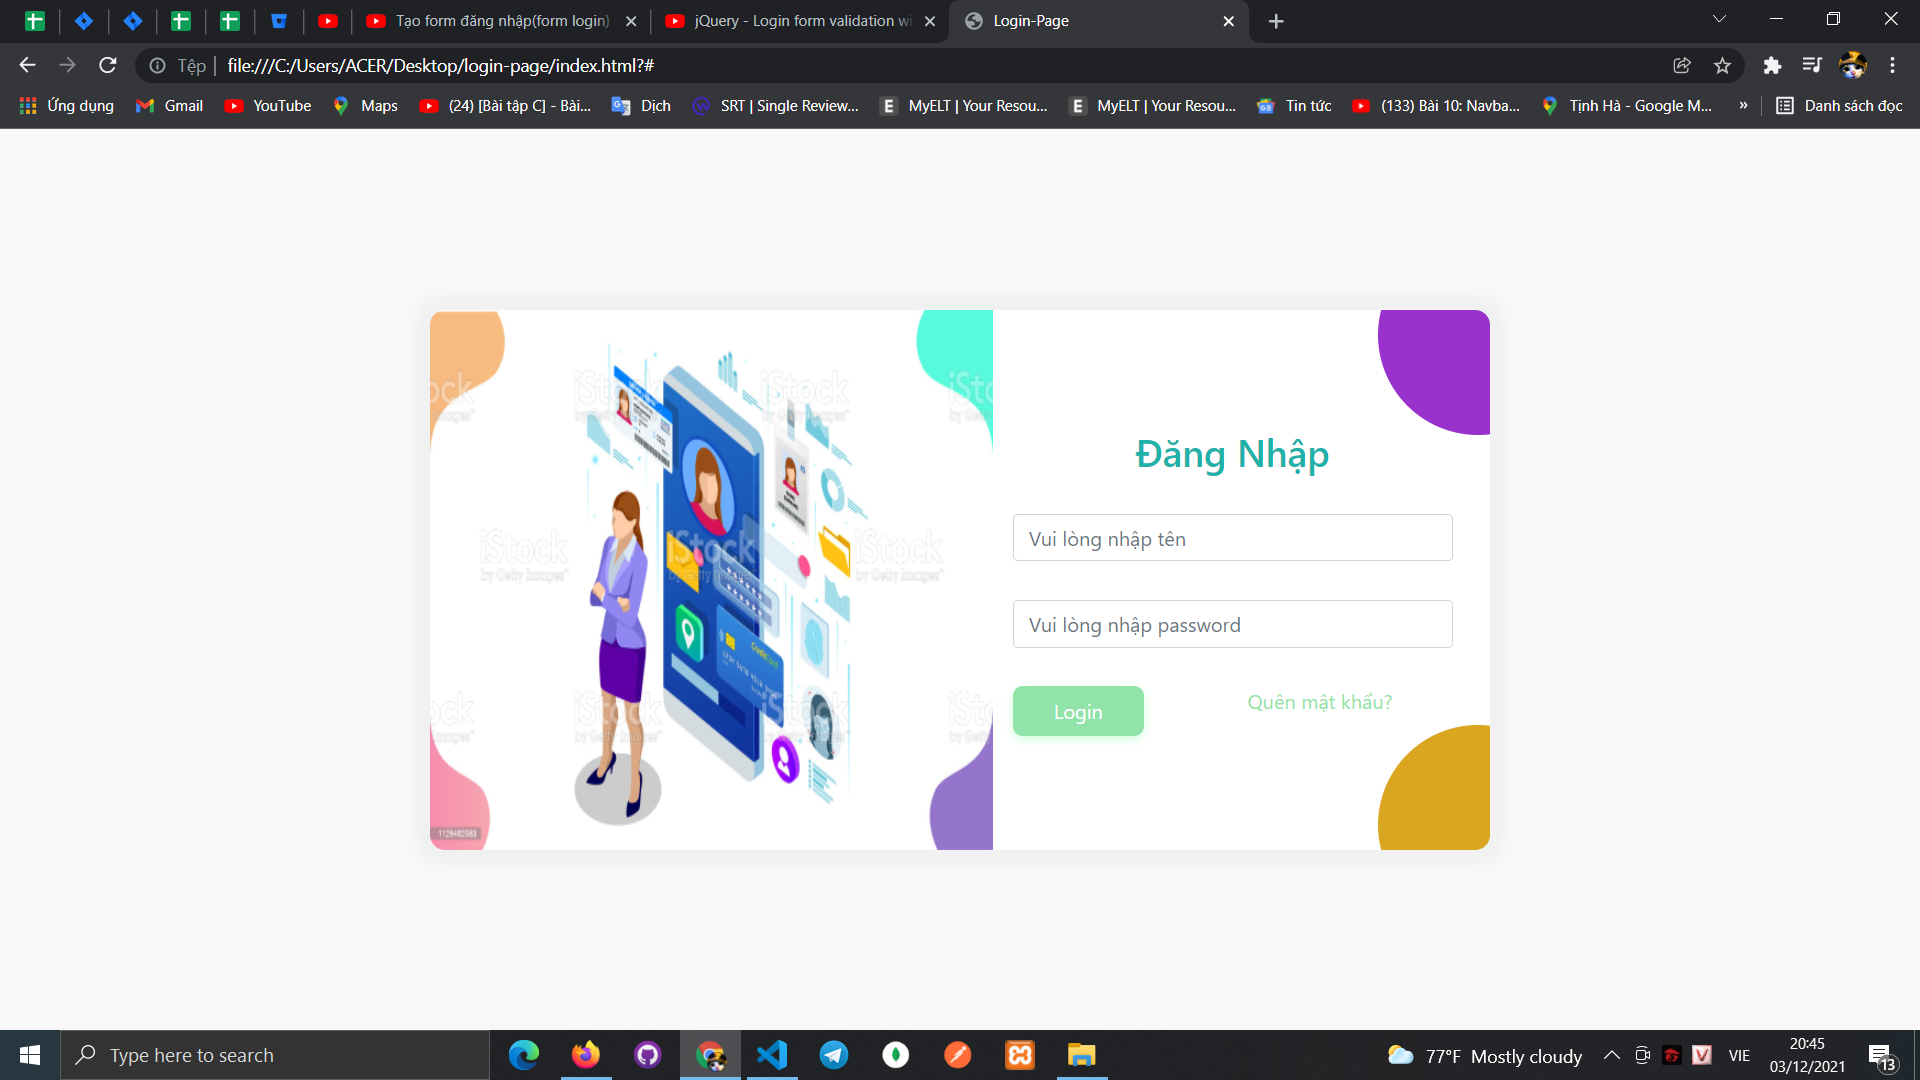 Tạo form đăng nhập(form login)
jQuery - Login form validation wi
Login-Page
Tệp
file:///C:/Users/ACER/Desktop/login-page/index.html?#
Ứng dụng
Gmail
YouTube
Maps
(24) [Bài tập C] - Bài...
Dịch
SRT | Single Review...
MyELT | Your Resou...
MyELT | Your Resou...
Tin tức
(133) Bài 10: Navba...
Tịnh Hà - Google M...
»
Danh sách đọc
iStock
by Getty Images"
1129462080
Đăng Nhập
Vui lòng nhập tên
Vui lòng nhập password
Login
Quên mật khẩu?
Type here to search
77°F Mostly cloudy
VIE
20:45
03/12/2021
13